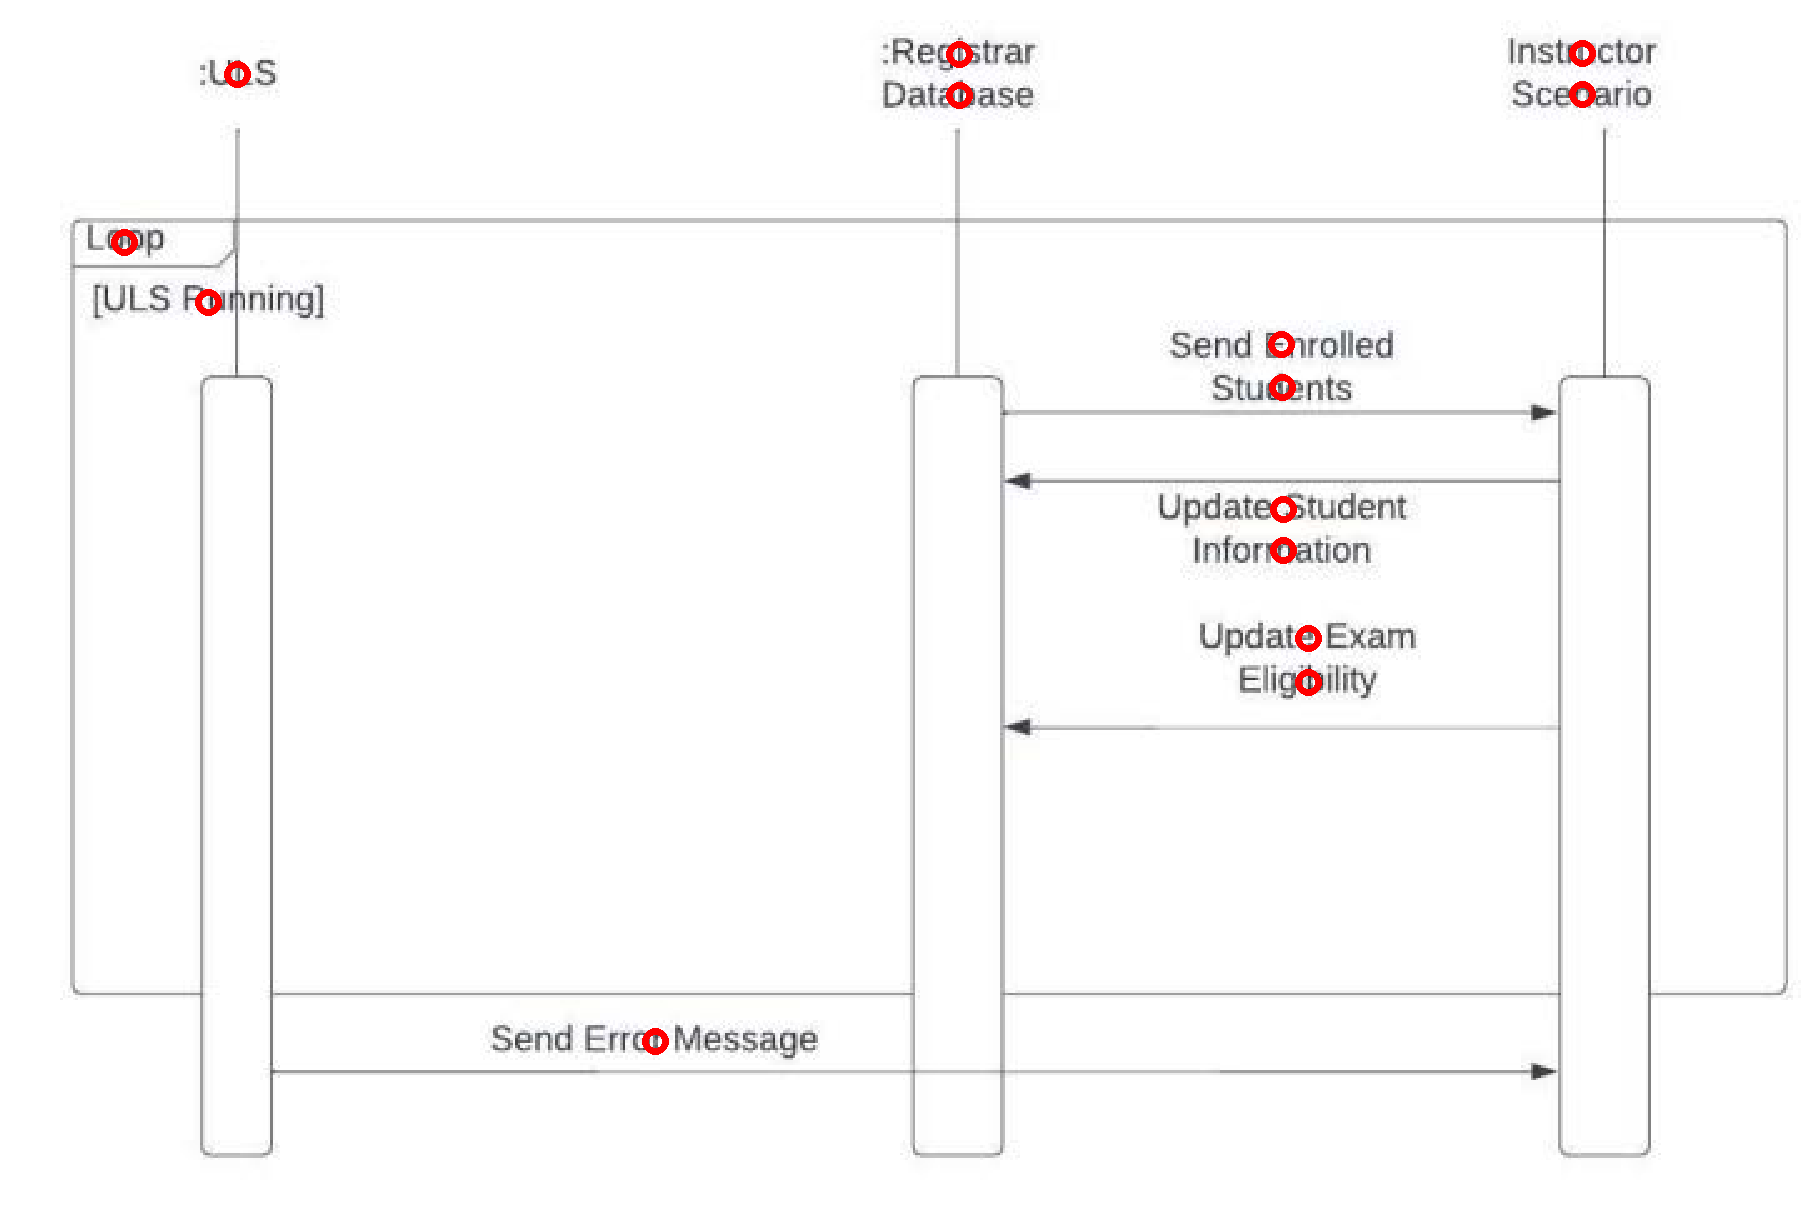 :ULS
:Registrar
Database
Instructor
Scenario
Loop
[ULS Running]
Send Enrolled
Students
Update Student
Information
Update Exam
Eligibility
Send Error Message